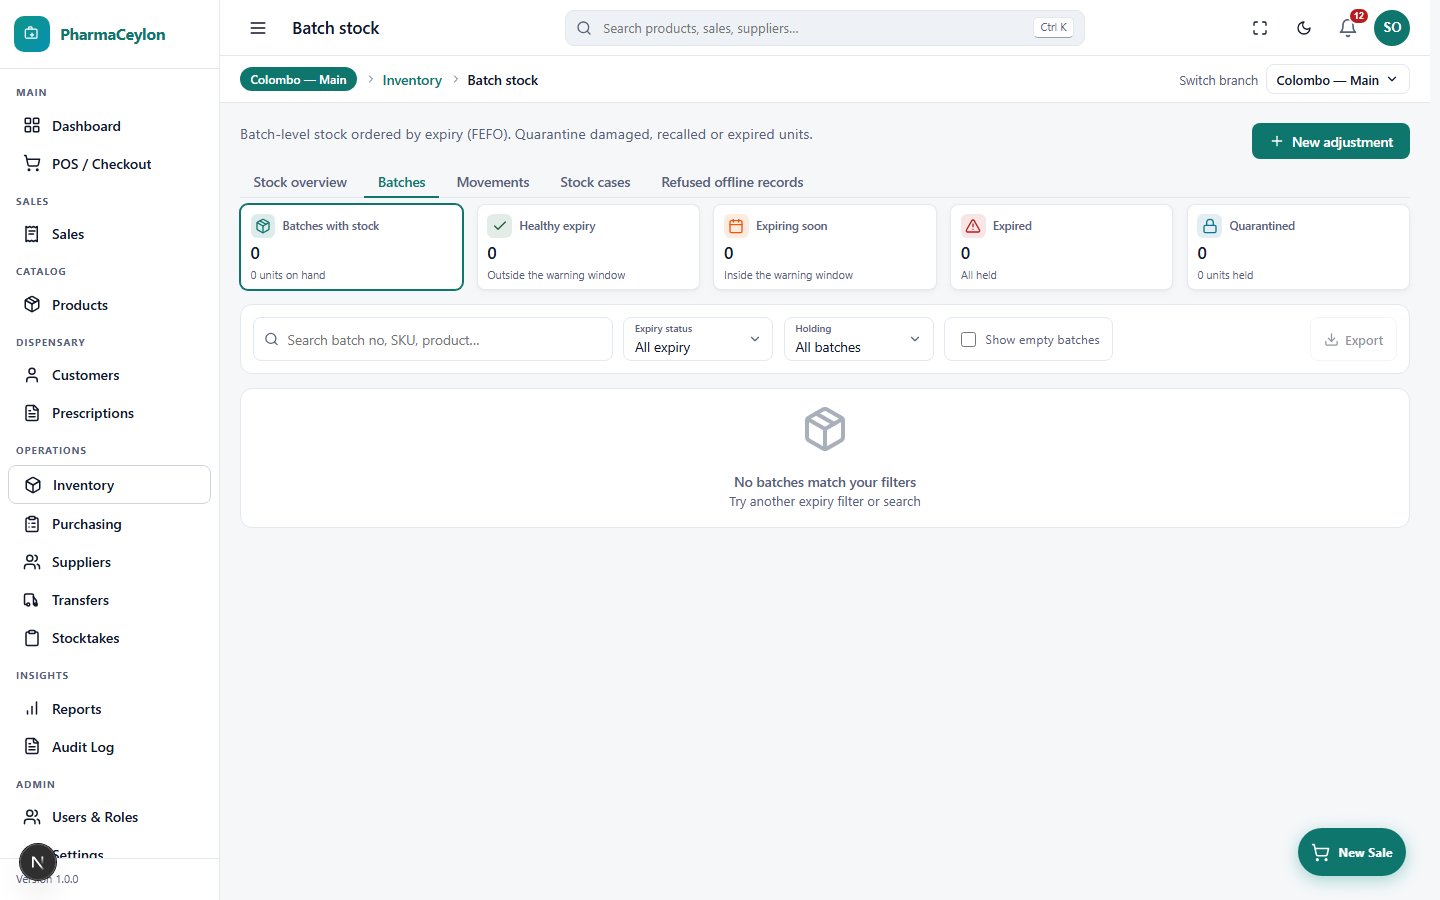 PharmaCeylon
Batch stock
Search products, sales, suppliers...
Ctrl K
12
SO
Colombo — Main
Inventory
Batch stock
Switch branch
Colombo — Main
MAIN
Dashboard
POS / Checkout
SALES
Sales
CATALOG
Products
DISPENSARY
Customers
Prescriptions
OPERATIONS
Inventory
Purchasing
Suppliers
Transfers
Stocktakes
INSIGHTS
Reports
Audit Log
ADMIN
Users & Roles
Settings
N
Version 1.0.0
Batch-level stock ordered by expiry (FEFO). Quarantine damaged, recalled or expired units.
New adjustment
Stock overview
Batches
Movements
Stock cases
Refused offline records
Batches with stock
0
0 units on hand
Healthy expiry
0
Outside the warning window
Expiring soon
0
Inside the warning window
Expired
0
All held
Quarantined
0
0 units held
Search batch no, SKU, product...
Expiry status
All expiry
Holding
All batches
Show empty batches
Export
No batches match your filters
Try another expiry filter or search
New Sale